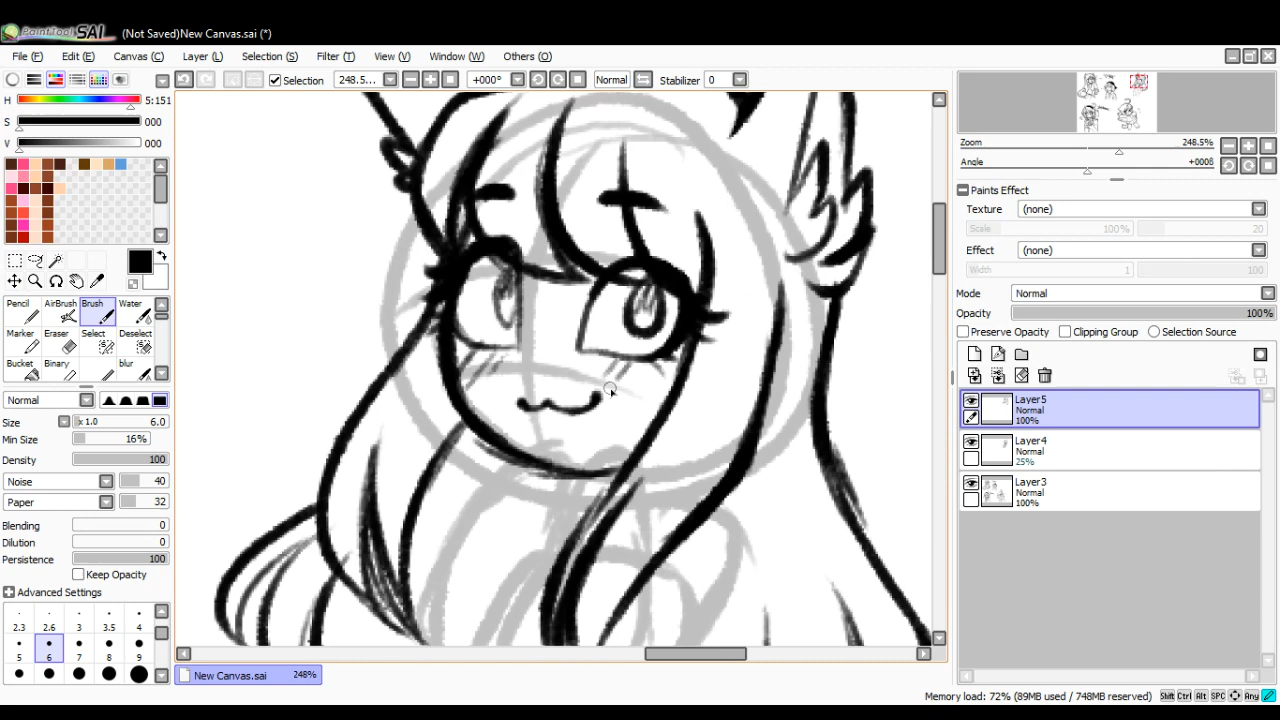 PaintTool SAI (Not Saved)New Canvas.sai (*)
File (F) Edit (E) Canvas (C) Layer (L) Selection (S) Filter (T) View (V) Window (W) Others (O)
Selection 248.5... +000° Normal Stabilizer 0
H 5:151
S 000
V 000
Zoom 248.5%
Angle +000ß
Paints Effect
Texture (none)
Scale 100% 20
Effect (none)
Width 1 100
Mode Normal
Opacity 100%
Preserve Opacity Clipping Group Selection Source
Pencil AirBrush Brush Water
Marker Eraser Select Deselect
Bucket Binary blur
Normal
Size x 1.0 6.0
Min Size 16%
Density 100
Noise 40
Paper 32
Blending 0
Dilution 0
Persistence 100
Keep Opacity
Advanced Settings
2.3 2.6 3 3.5 4
5 6 7 8 9
Layer5
Normal
100%
Layer4
Normal
25%
Layer3
Normal
100%
New Canvas.sai 248%
Memory load: 72% (89MB used / 748MB reserved) Shift Ctrl Alt SPC Any